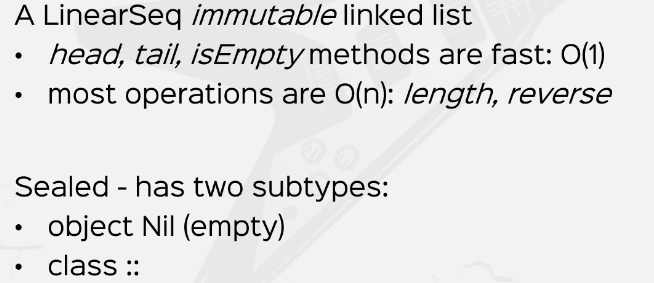 A LinearSeq immutable linked list
• head, tail, isEmpty methods are fast: O(1)
• most operations are O(n): length, reverse
Sealed - has two subtypes:
• object Nil (empty)
• class ::